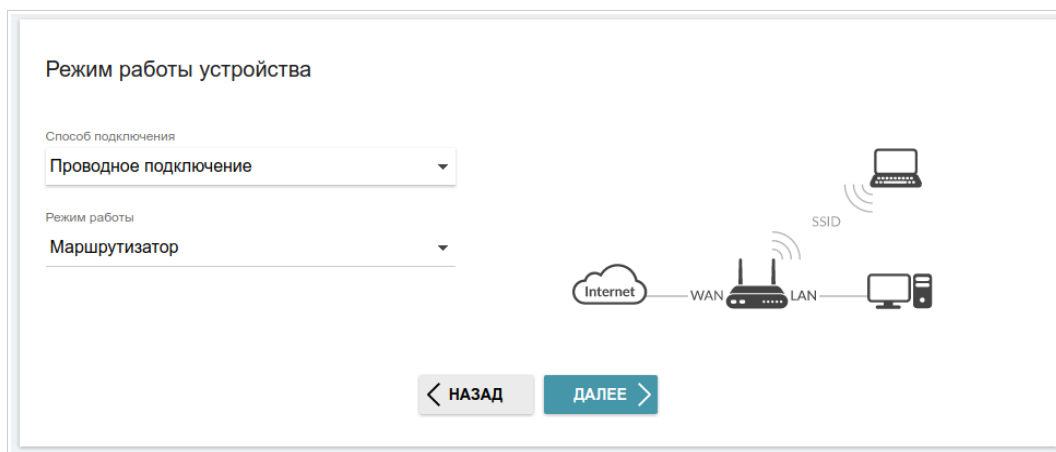 Режим работы устройства
Способ подключения
Проводное подключение
Режим работы
Маршрутизатор
SSID
Internet
WAN
LAN
НАЗАД
ДАЛЕЕ